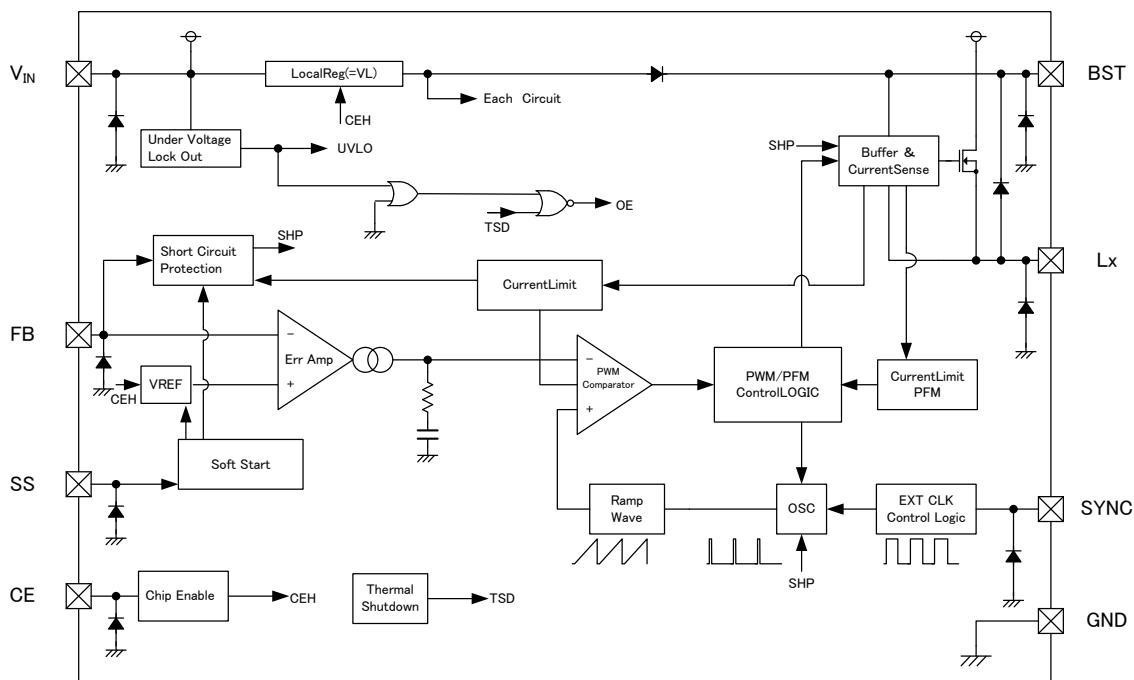 VIN
LocalReg(=VL)
BST
Each Circuit
CEH
Under Voltage
Lock Out
UVLO
SHP
Buffer &
CurrentSense
OE
TSD
SHP
Short Circuit
Protection
Lx
CurrentLimit
FB
−
Err Amp
+
−
PWM
Comparator
+
PWM/PFM
ControlLOGIC
CurrentLimit
PFM
VREF
CEH
Soft Start
SS
Ramp
Wave
OSC
EXT CLK
Control Logic
SYNC
SHP
CE
Chip Enable
CEH
Thermal
Shutdown
TSD
GND